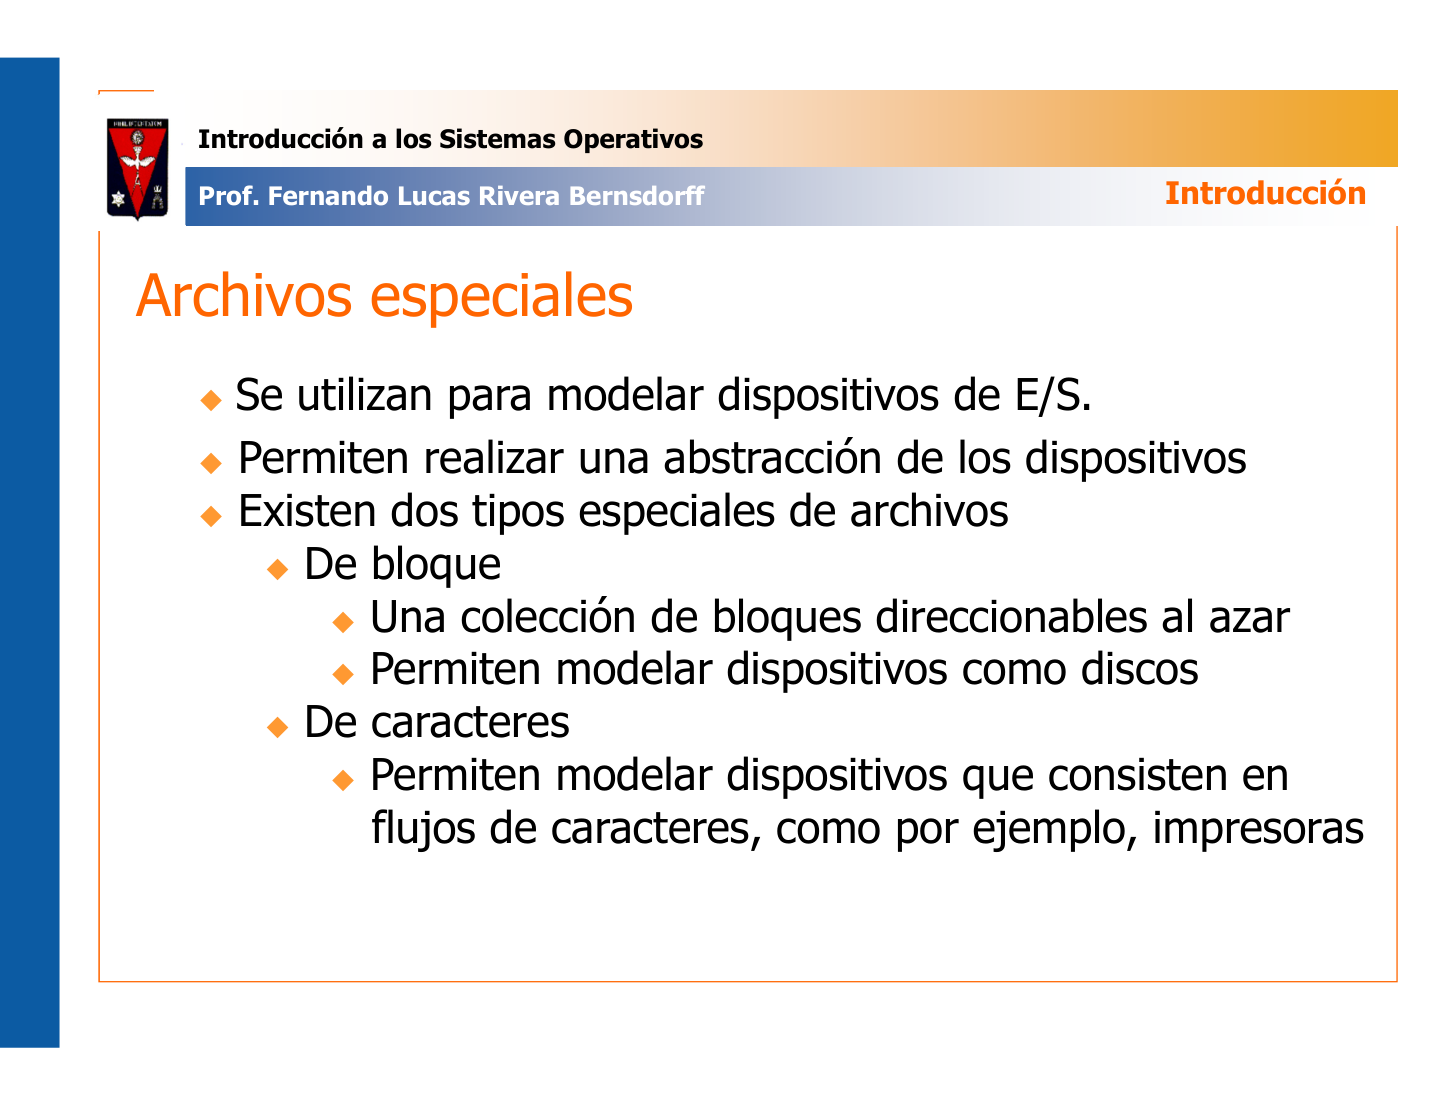 Introducción a los Sistemas Operativos
Prof. Fernando Lucas Rivera Bernsdorff
Introducción
Archivos especiales
Se utilizan para modelar dispositivos de E/S.
Permiten realizar una abstracción de los dispositivos
Existen dos tipos especiales de archivos
De bloque
Una colección de bloques direccionables al azar
Permiten modelar dispositivos como discos
De caracteres
Permiten modelar dispositivos que consisten en
flujos de caracteres, como por ejemplo, impresoras